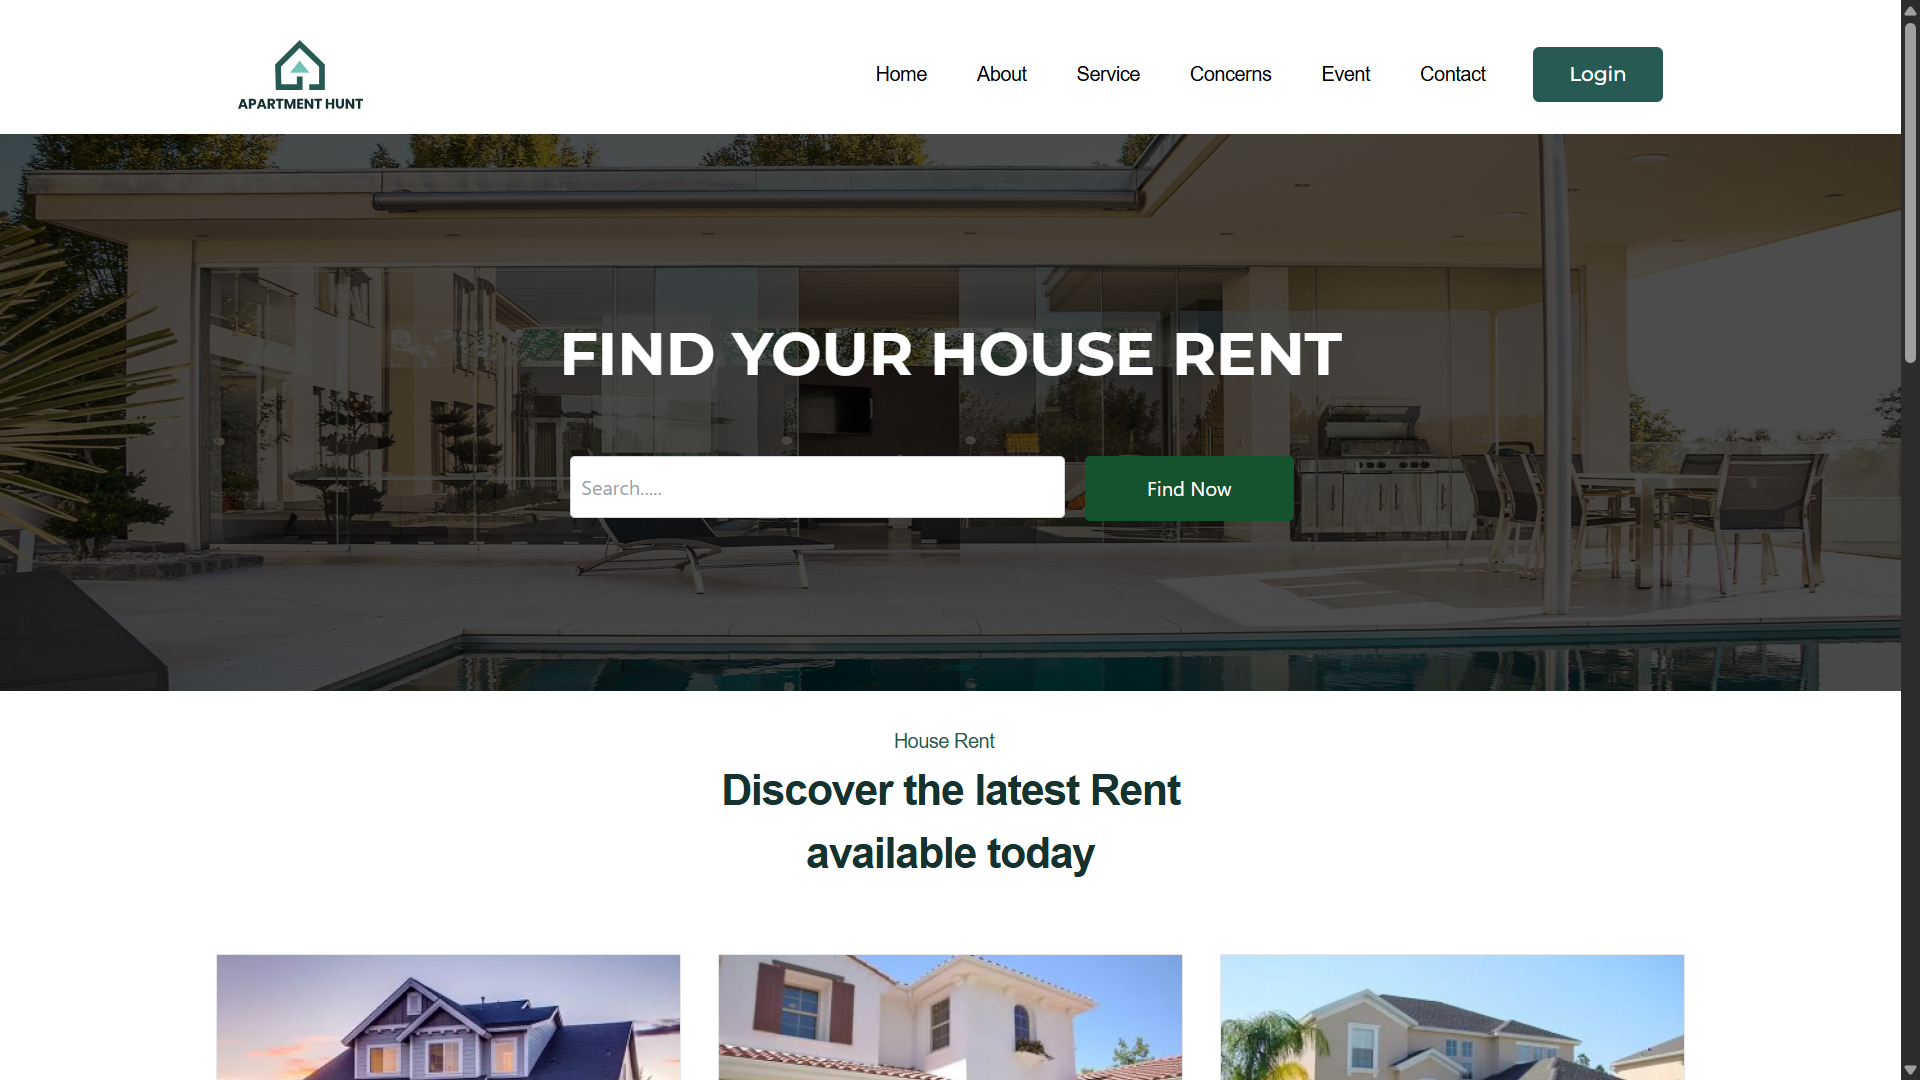 APARTMENT HUNT
Home About Service Concerns Event Contact Login
FIND YOUR HOUSE RENT
Search.....
Find Now
House Rent
Discover the latest Rent
available today